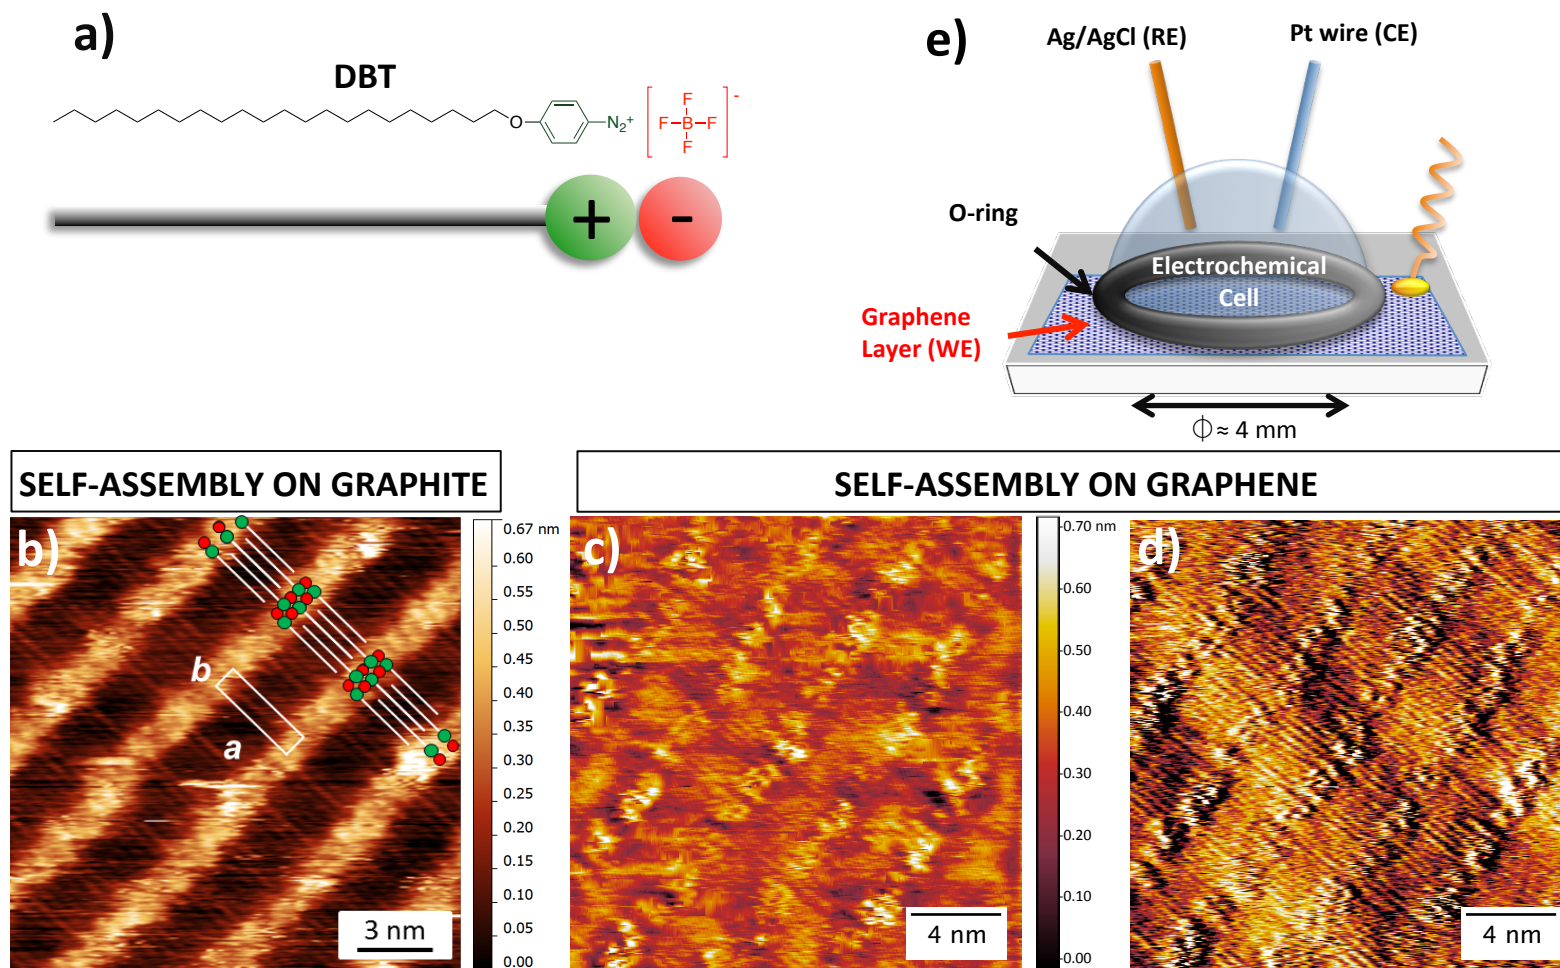 a)
DBT
O
N₂⁺
F
F
B
F
F
-
+
-
e)
Ag/AgCl (RE)
Pt wire (CE)
O-ring
Electrochemical
Cell
Graphene
Layer (WE)
Φ ≈ 4 mm
SELF-ASSEMBLY ON GRAPHITE
SELF-ASSEMBLY ON GRAPHENE
b)
b
a
3 nm
0.67 nm
0.60
0.55
0.50
0.45
0.40
0.35
0.30
0.25
0.20
0.15
0.10
0.05
0.00
c)
4 nm
0.70 nm
0.60
0.50
0.40
0.30
0.20
0.10
0.00
d)
4 nm